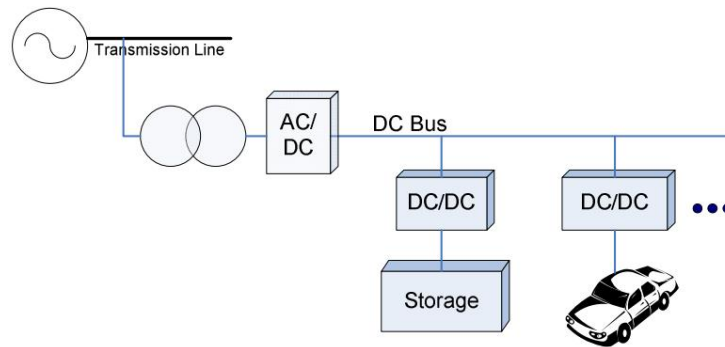 Transmission Line
AC/
DC
DC Bus
DC/DC
DC/DC
Storage